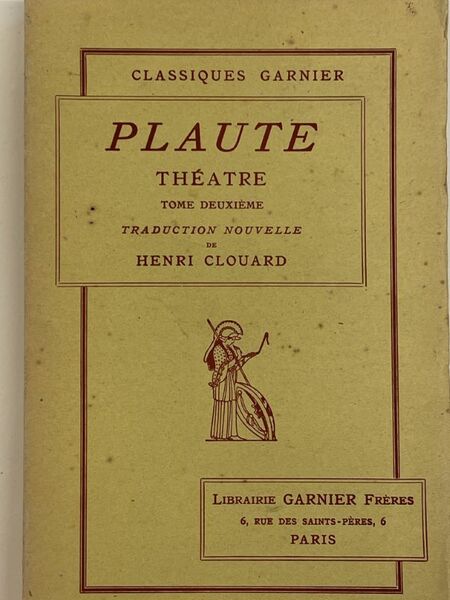 CLASSIQUES GARNIER
PLAUTE
THÉATRE
TOME DEUXIÈME
TRADUCTION NOUVELLE
DE
HENRI CLOUARD
LIBRAIRIE GARNIER FRÈRES
6, RUE DES SAINTS-PÈRES, 6
PARIS